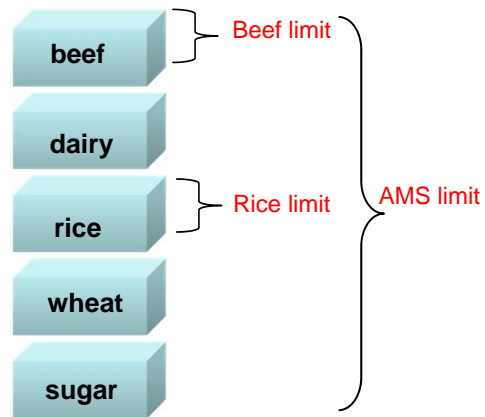 beef
Beef limit
dairy
rice
Rice limit
AMS limit
wheat
sugar